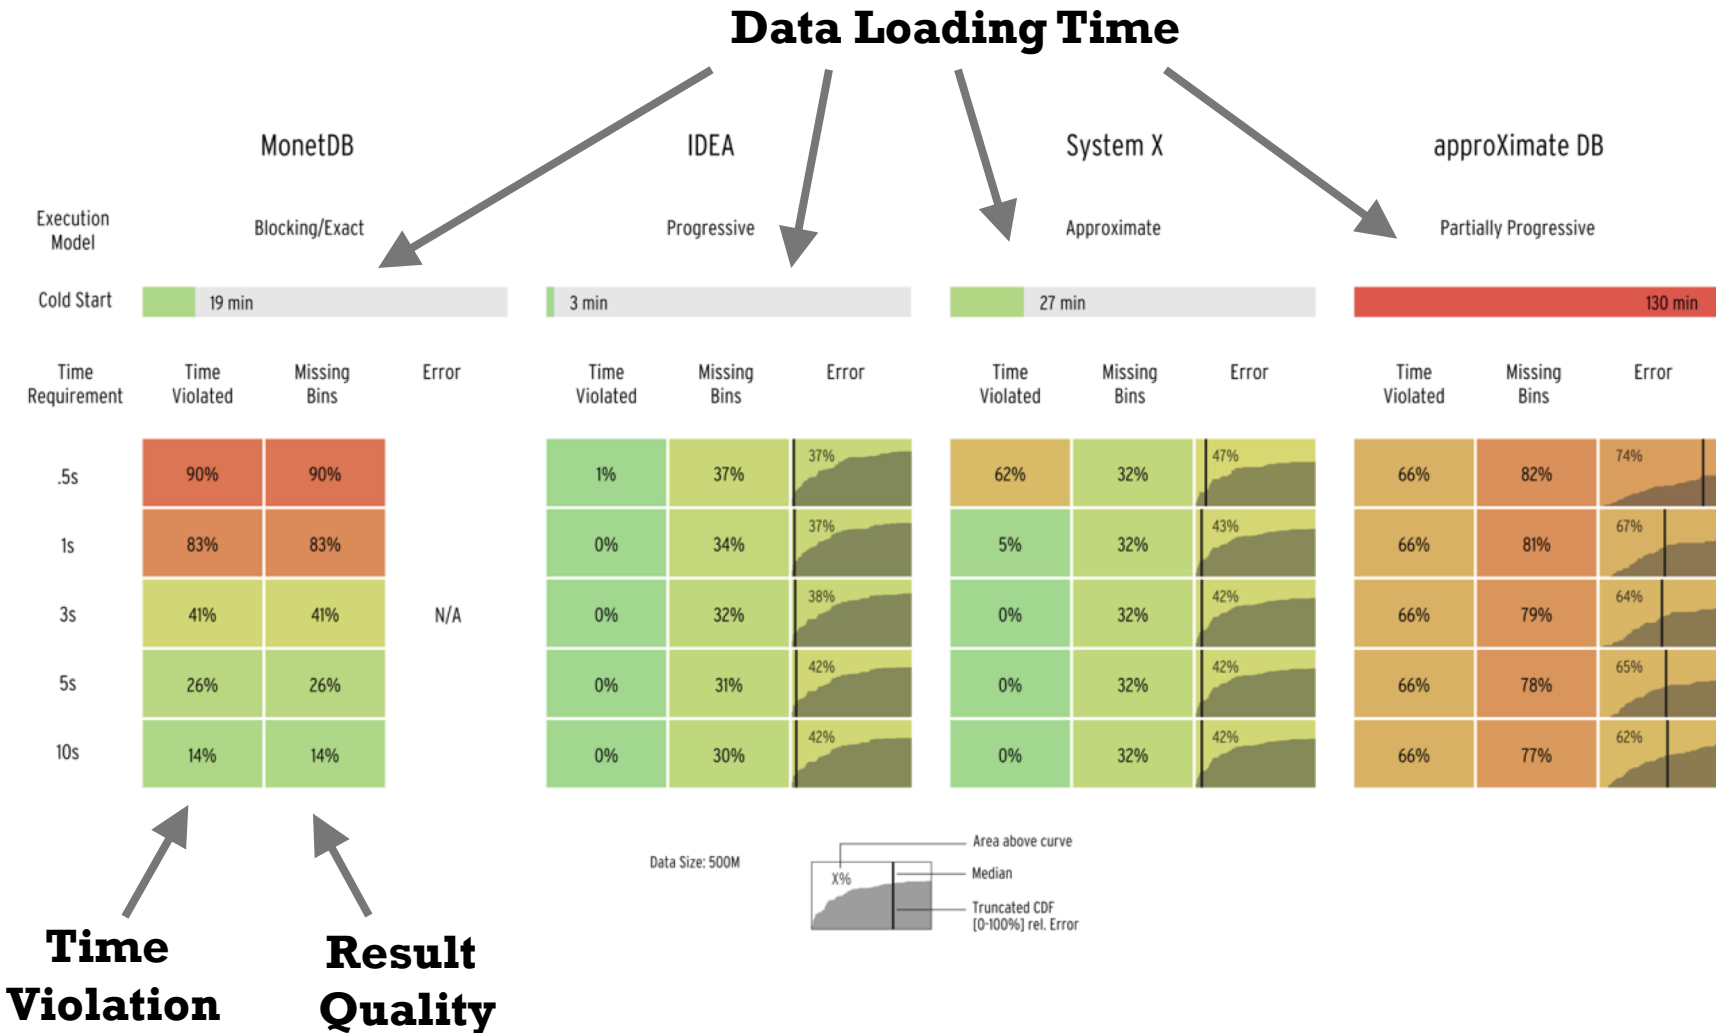 Data Loading Time
MonetDB IDEA System X approXimate DB
Execution
Model
Blocking/Exact Progressive Approximate Partially Progressive
Cold Start 19 min 3 min 27 min 130 min
Time
Requirement
Time
Violated
Missing
Bins
Error
Time
Violated
Missing
Bins
Error
Time
Violated
Missing
Bins
Error
Time
Violated
Missing
Bins
Error
.5s 90% 90% 1% 37% 37% 62% 32% 47% 66% 82% 74%
1s 83% 83% 0% 34% 37% 5% 32% 43% 66% 81% 67%
3s 41% 41% N/A 0% 32% 38% 0% 32% 42% 66% 79% 64%
5s 26% 26% 0% 31% 42% 0% 32% 42% 66% 78% 65%
10s 14% 14% 0% 30% 42% 0% 32% 42% 66% 77% 62%
Data Size: 500M
X%
Area above curve
Median
Truncated CDF
[0-100%] rel. Error
Time
Violation
Result
Quality